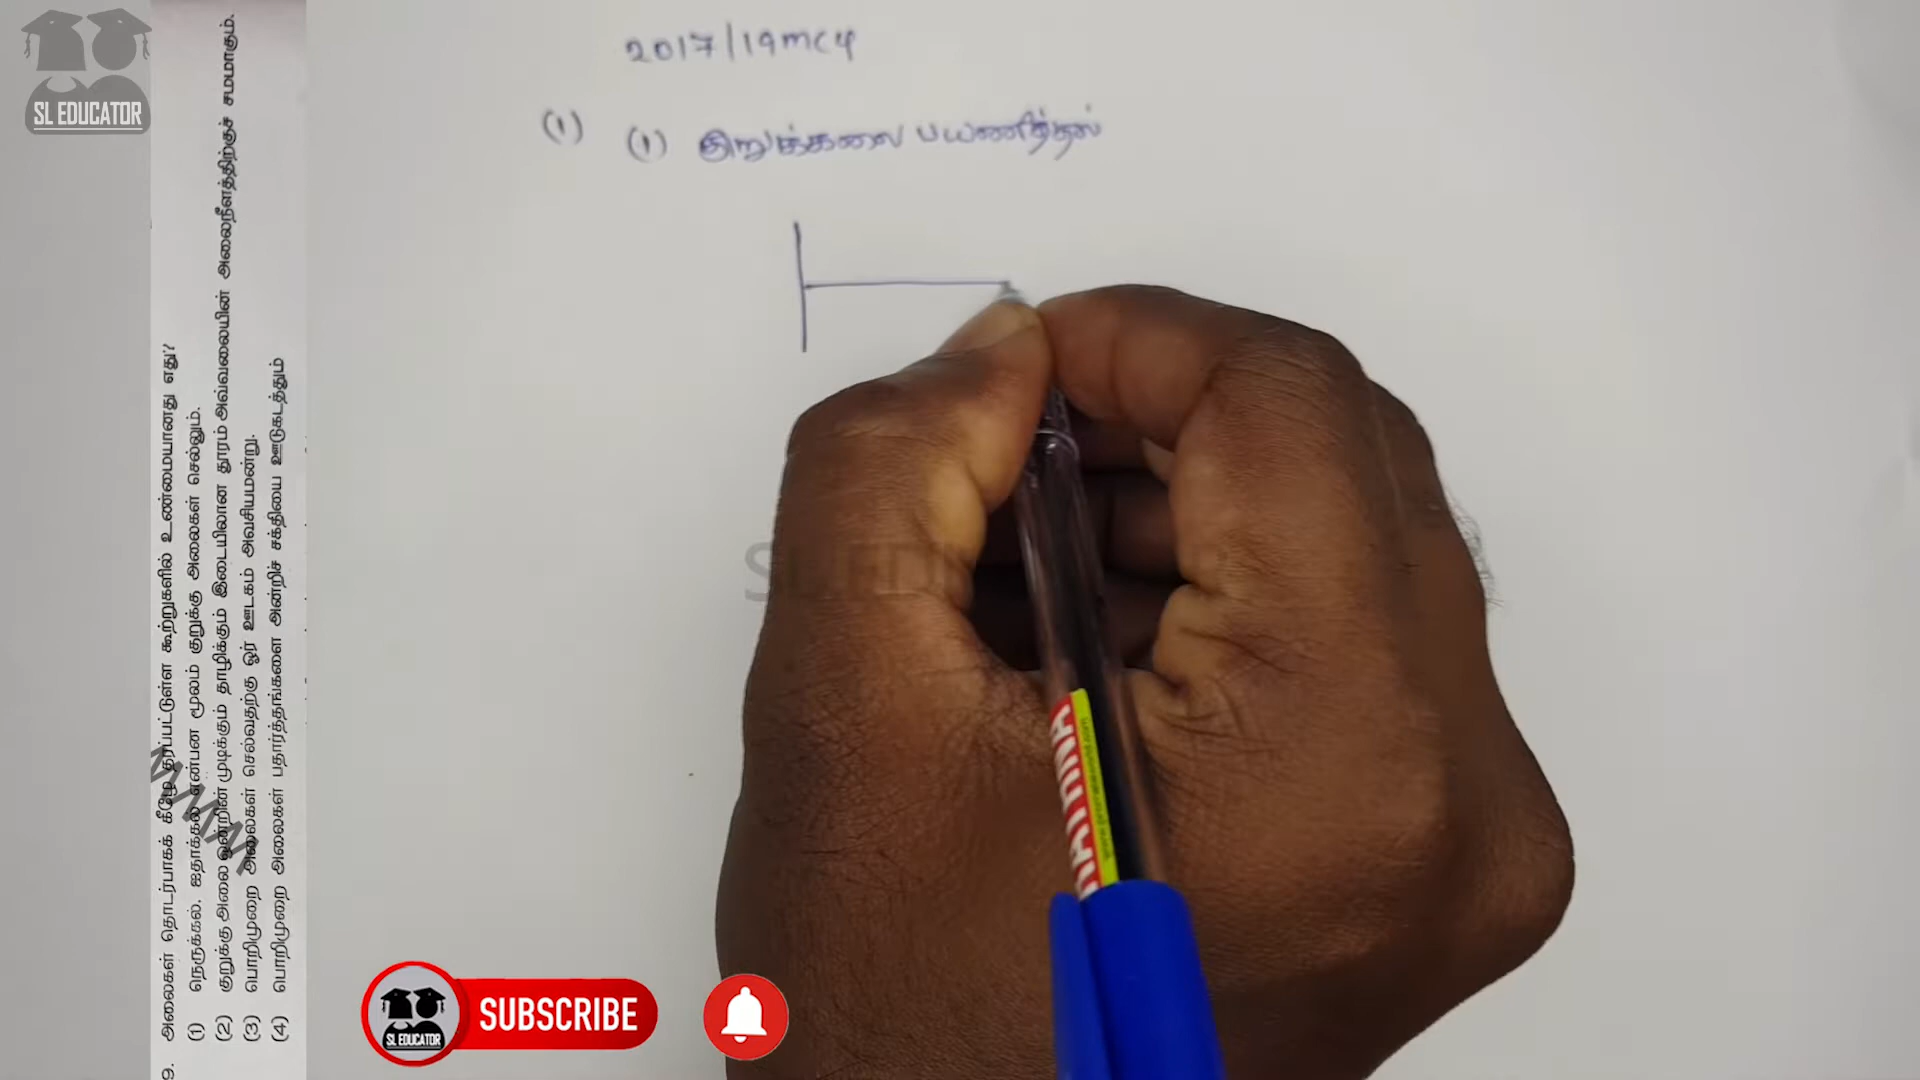 SL EDUCATOR
2017/19mcq
(1) (1) குறுக்கலை பயணித்தல்
9. அலைகள் தொடர்பாகக் கீழே தரப்பட்டுள்ள கூற்றுகளில் உண்மையானது எது?
(1) நெருக்கல், ஐதாக்கல் என்பன மூலம் குறுக்கு அலைகள் செல்லும்.
(2) குறுக்கு அலை ஒன்றின் முடிக்கும் தாழிக்கும் இடையிலான தூரம் அவ்வலையின் அலைநீளத்திற்குச் சமமாகும்.
(3) பொறிமுறை அலைகள் செல்வதற்கு ஓர் ஊடகம் அவசியமன்று.
(4) பொறிமுறை அலைகள் பதார்த்தங்களை அன்றிச் சக்தியை ஊடுகடத்தும்
NATIINA
SL EDUCATOR
SUBSCRIBE